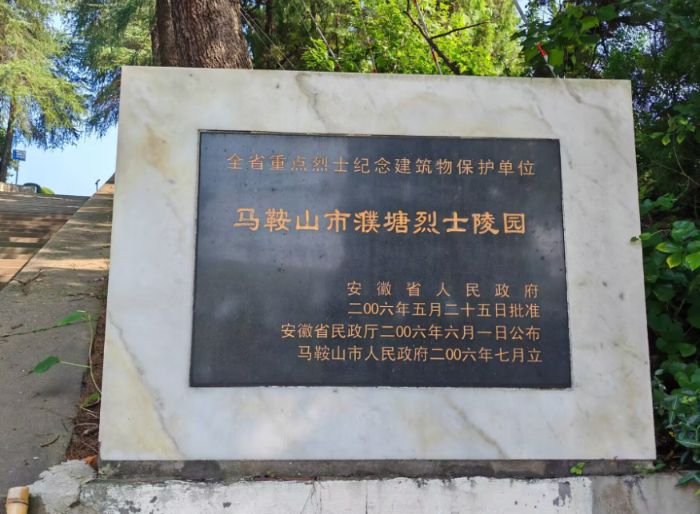 全省重点烈士纪念建筑物保护单位
马鞍山市濮塘烈士陵园
安徽省人民政府
二00六年五月二十五日批准
安徽省民政厅二00六年六月一日公布
马鞍山市人民政府二00六年七月立